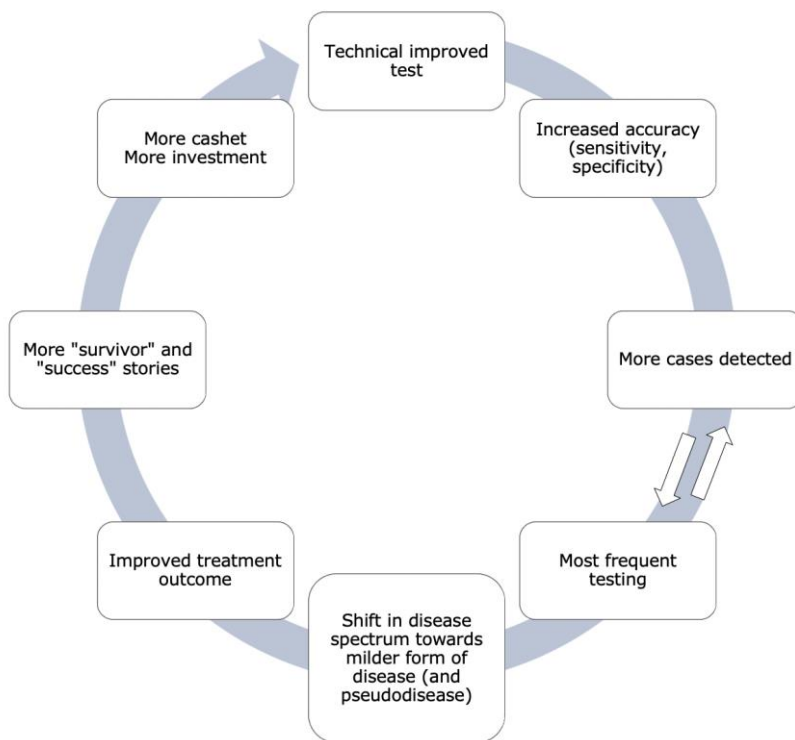 Technical improved
test
Increased accuracy
(sensitivity,
specificity)
More cases detected
Most frequent
testing
Shift in disease
spectrum towards
milder form of
disease (and
pseudodisease)
Improved treatment
outcome
More "survivor" and
"success" stories
More cashet
More investment